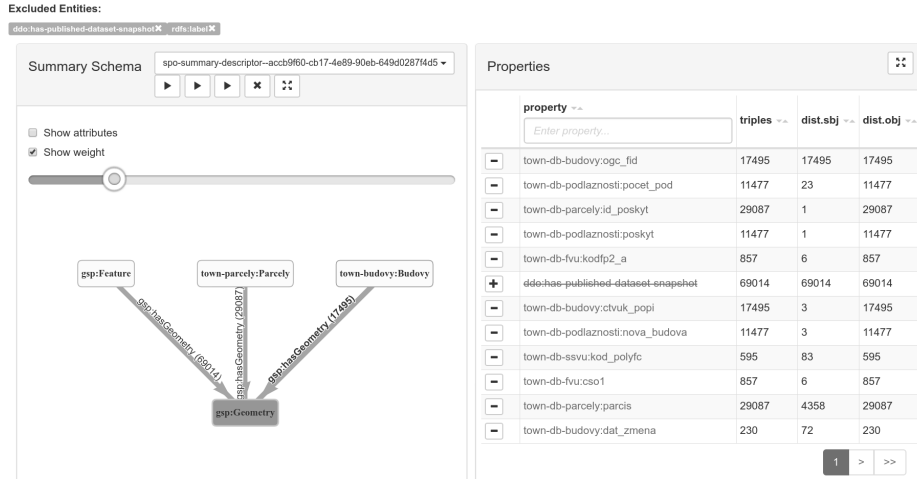 Excluded Entities:
ddo:has-published-dataset-snapshot✖ rdfs:label✖
Summary Schema
spo-summary-descriptor--accb9f60-cb17-4e89-90eb-649d0287f4d5
Show attributes
Show weight
gsp:Feature
town-parcely:Parcely
town-budovy:Budovy
gsp:hasGeometry (69014)
gsp:hasGeometry (29087)
gsp:hasGeometry (17495)
gsp:Geometry
Properties
property triples dist.sbj dist.obj
Enter property...
town-db-budovy:ogc_fid 17495 17495 17495
town-db-podlaznosti:pocet_pod 11477 23 11477
town-db-parcely:id_poskyt 29087 1 29087
town-db-podlaznosti:poskyt 11477 1 11477
town-db-fvu:kodfp2_a 857 6 857
ddo:has-published-dataset-snapshot 69014 69014 69014
town-db-budovy:ctvuk_popi 17495 3 17495
town-db-podlaznosti:nova_budova 11477 3 11477
town-db-ssvu:kod_polyfc 595 83 595
town-db-fvu:cso1 857 6 857
town-db-parcely:parcis 29087 4358 29087
town-db-budovy:dat_zmena 230 72 230
1 > >>